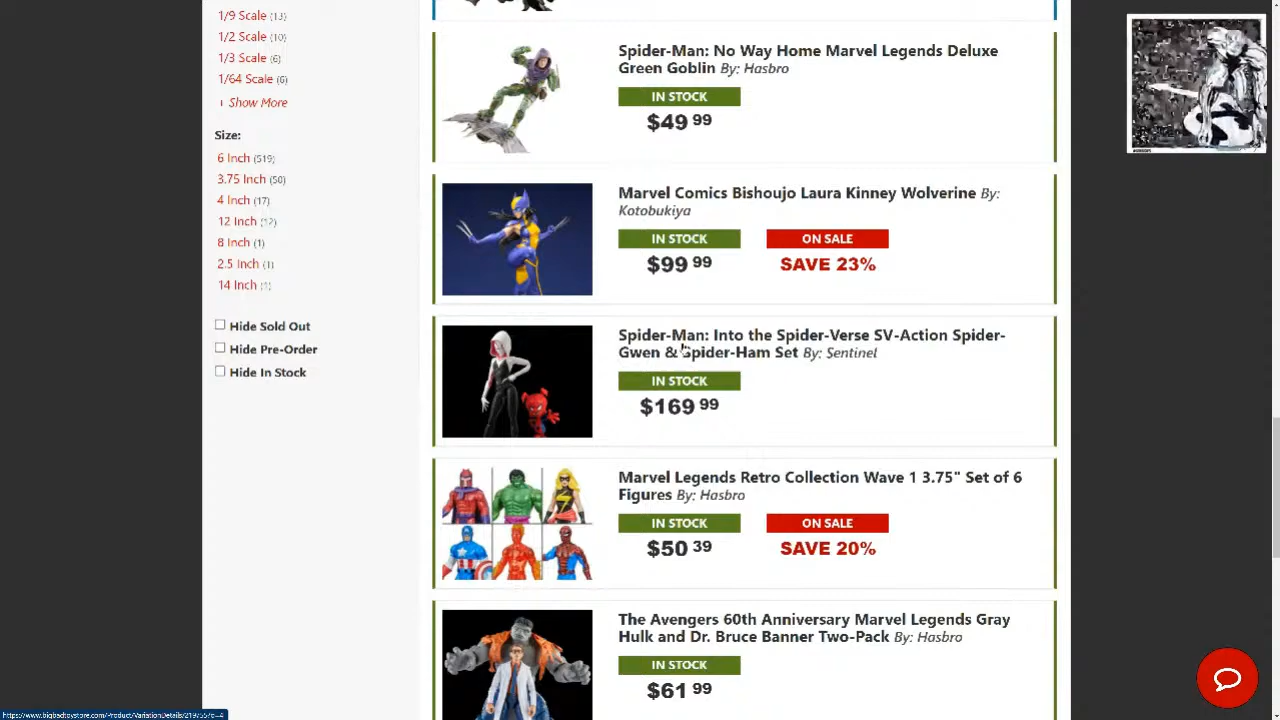 1/9 Scale (13)
1/2 Scale (10)
1/3 Scale (6)
1/64 Scale (6)
+ Show More
Size:
6 Inch (519)
3.75 Inch (50)
4 Inch (17)
12 Inch (12)
8 Inch (1)
2.5 Inch (1)
14 Inch (1)
Hide Sold Out
Hide Pre-Order
Hide In Stock
Spider-Man: No Way Home Marvel Legends Deluxe
Green Goblin By: Hasbro
IN STOCK
$49 99
Marvel Comics Bishoujo Laura Kinney Wolverine By:
Kotobukiya
IN STOCK ON SALE
$99 99 SAVE 23%
Spider-Man: Into the Spider-Verse SV-Action Spider-
Gwen & Spider-Ham Set By: Sentinel
IN STOCK
$169 99
Marvel Legends Retro Collection Wave 1 3.75" Set of 6
Figures By: Hasbro
IN STOCK ON SALE
$50 39 SAVE 20%
The Avengers 60th Anniversary Marvel Legends Gray
Hulk and Dr. Bruce Banner Two-Pack By: Hasbro
IN STOCK
$61 99